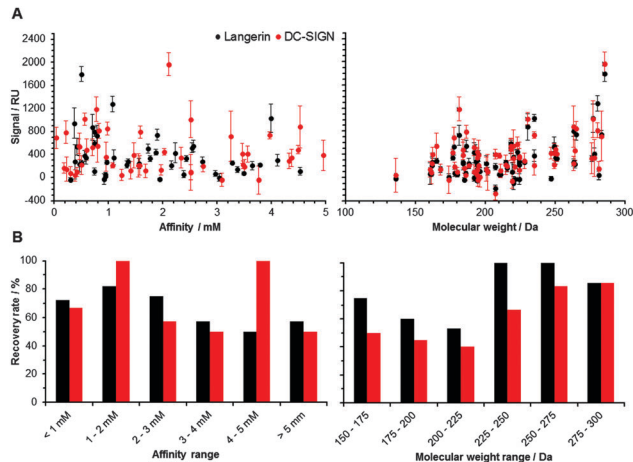 A
Langerin DC-SIGN
Signal / RU
2400
2000
1600
1200
800
400
0
-400
0 1 2 3 4 5
100 150 200 250 300
Affinity / mM
Molecular weight / Da
B
Recovery rate / %
100
80
60
40
20
0
< 1 mM
1 - 2 mM
2 - 3 mM
3 - 4 mM
4 - 5 mM
> 5 mm
150 - 175
175 - 200
200 - 225
225 - 250
250 - 275
275 - 300
Affinity range
Molecular weight range / Da